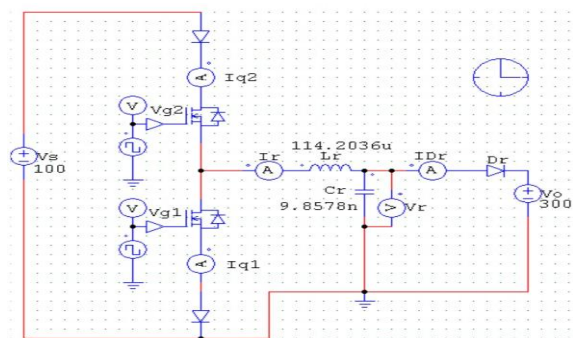 A
Iq2
V
Vg2
Vs
100
114.2036u
Ir
Lr
IDr
Dr
A
A
Cr
9.8578n
V
Vr
Vo
300
V
Vg1
A
Iq1